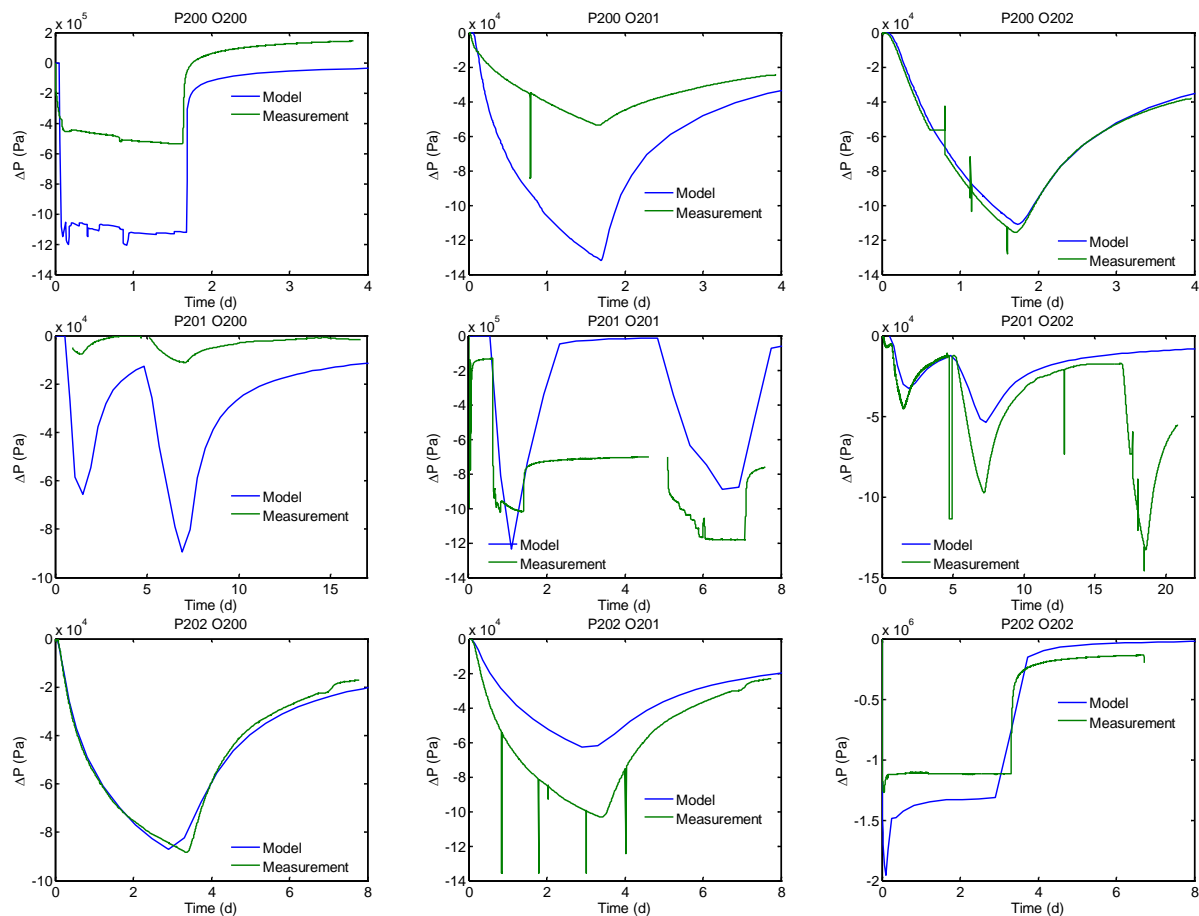 P200 O200
x 10^5
2
0
-2
-4
-6
-8
-10
-12
-14
0 1 2 3 4
ΔP (Pa)
Time (d)
Model
Measurement
P200 O201
x 10^4
0
-2
-4
-6
-8
-10
-12
-14
0 1 2 3 4
ΔP (Pa)
Time (d)
Model
Measurement
P200 O202
x 10^4
0
-2
-4
-6
-8
-10
-12
-14
0 1 2 3 4
ΔP (Pa)
Time (d)
Model
Measurement
P201 O200
x 10^4
0
-2
-4
-6
-8
-10
0 5 10 15
ΔP (Pa)
Time (d)
Model
Measurement
P201 O201
x 10^5
0
-2
-4
-6
-8
-10
-12
-14
0 2 4 6 8
ΔP (Pa)
Time (d)
Model
Measurement
P201 O202
x 10^4
0
-5
-10
-15
0 5 10 15 20
ΔP (Pa)
Time (d)
Model
Measurement
P202 O200
x 10^4
0
-2
-4
-6
-8
-10
0 2 4 6 8
ΔP (Pa)
Time (d)
Model
Measurement
P202 O201
x 10^4
0
-2
-4
-6
-8
-10
-12
-14
0 2 4 6 8
ΔP (Pa)
Time (d)
Model
Measurement
P202 O202
x 10^6
0
-0.5
-1
-1.5
-2
0 2 4 6 8
ΔP (Pa)
Time (d)
Model
Measurement